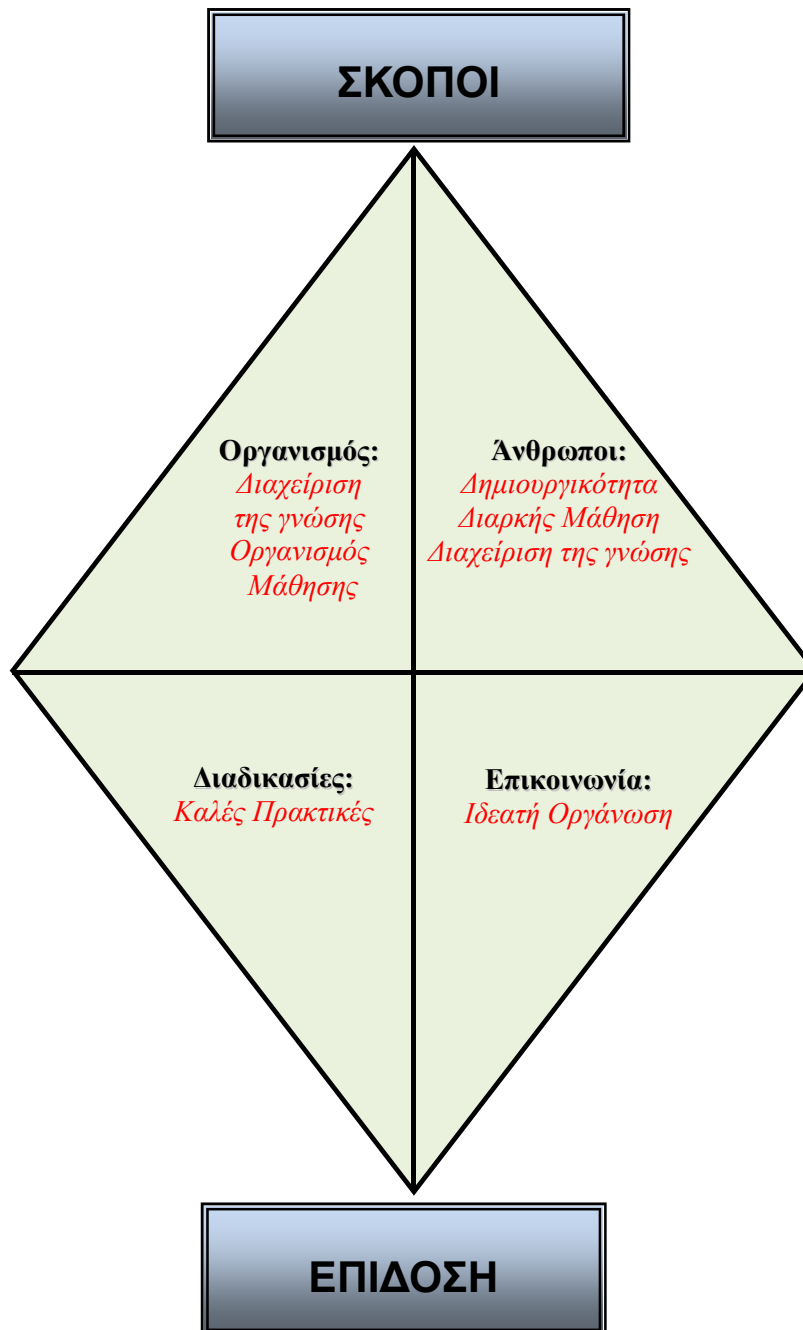 ΣΚΟΠΟΙ
Οργανισμός:
Διαχείριση
της γνώσης
Οργανισμός
Μάθησης
Άνθρωποι:
Δημιουργικότητα
Διαρκής Μάθηση
Διαχείριση της γνώσης
Διαδικασίες:
Καλές Πρακτικές
Επικοινωνία:
Ιδεατή Οργάνωση
ΕΠΙΔΟΣΗ